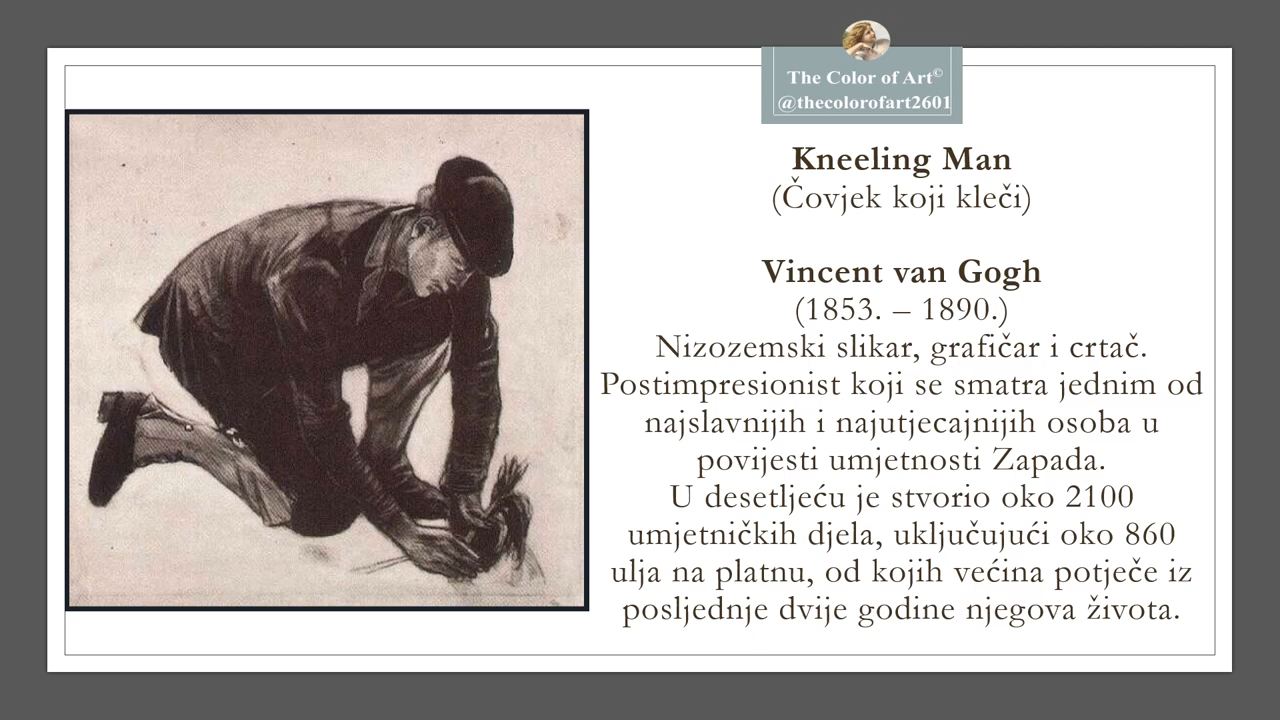 The Color of Art©
@thecolorofart2601
Kneeling Man
(Čovjek koji kleči)
Vincent van Gogh
(1853. – 1890.)
Nizozemski slikar, grafičar i crtač.
Postimpresionist koji se smatra jednim od
najslavnijih i najutjecajnijih osoba u
povijesti umjetnosti Zapada.
U desetljeću je stvorio oko 2100
umjetničkih djela, uključujući oko 860
ulja na platnu, od kojih većina potječe iz
posljednje dvije godine njegova života.